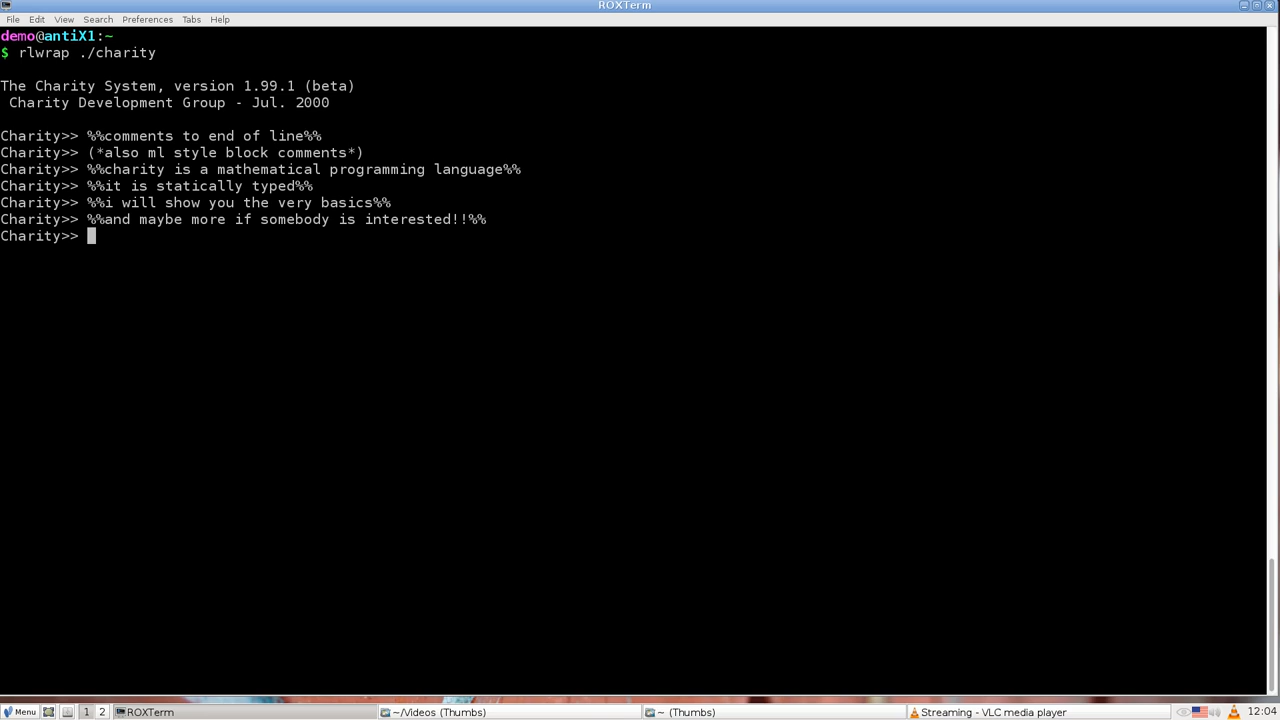 ROXTerm
File Edit View Search Preferences Tabs Help
demo@antiX1:~
$ rlwrap ./charity
The Charity System, version 1.99.1 (beta)
Charity Development Group - Jul. 2000
Charity>> %%comments to end of line%%
Charity>> (*also ml style block comments*)
Charity>> %%charity is a mathematical programming language%%
Charity>> %%it is statically typed%%
Charity>> %%i will show you the very basics%%
Charity>> %%and maybe more if somebody is interested!!%%
Charity>>
Menu 1 2 ROXTerm ~/Videos (Thumbs) ~ (Thumbs) Streaming - VLC media player 12:04